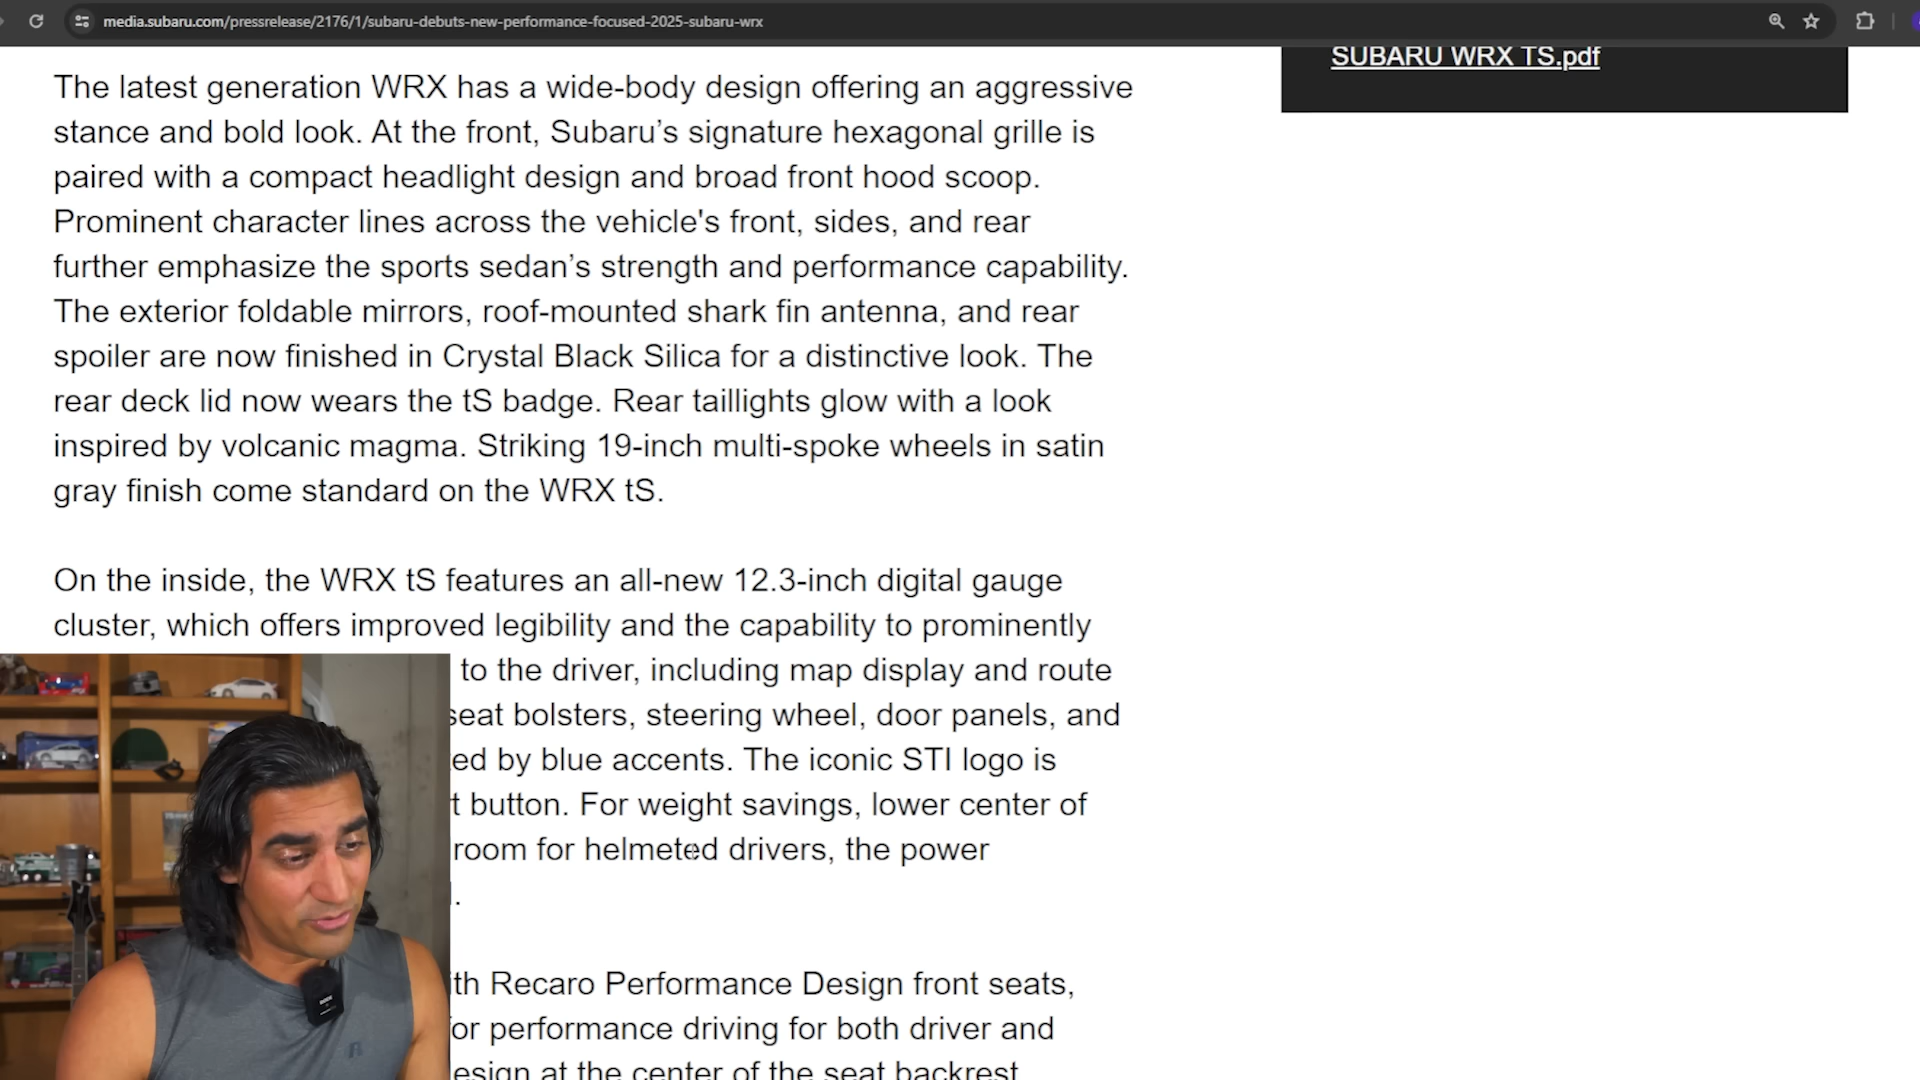 media.subaru.com/pressrelease/2176/1/subaru-debuts-new-performance-focused-2025-subaru-wrx
SUBARU WRX TS.pdf
The latest generation WRX has a wide-body design offering an aggressive
stance and bold look. At the front, Subaru’s signature hexagonal grille is
paired with a compact headlight design and broad front hood scoop.
Prominent character lines across the vehicle's front, sides, and rear
further emphasize the sports sedan’s strength and performance capability.
The exterior foldable mirrors, roof-mounted shark fin antenna, and rear
spoiler are now finished in Crystal Black Silica for a distinctive look. The
rear deck lid now wears the tS badge. Rear taillights glow with a look
inspired by volcanic magma. Striking 19-inch multi-spoke wheels in satin
gray finish come standard on the WRX tS.
On the inside, the WRX tS features an all-new 12.3-inch digital gauge
cluster, which offers improved legibility and the capability to prominently
to the driver, including map display and route
seat bolsters, steering wheel, door panels, and
ed by blue accents. The iconic STI logo is
t button. For weight savings, lower center of
room for helmeted drivers, the power
.
ith Recaro Performance Design front seats,
for performance driving for both driver and
esign at the center of the seat backrest